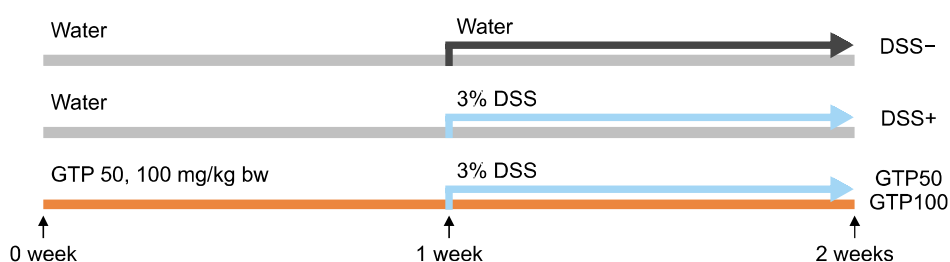 Water
Water
DSS−
Water
3% DSS
DSS+
GTP 50, 100 mg/kg bw
3% DSS
GTP50
GTP100
0 week
1 week
2 weeks